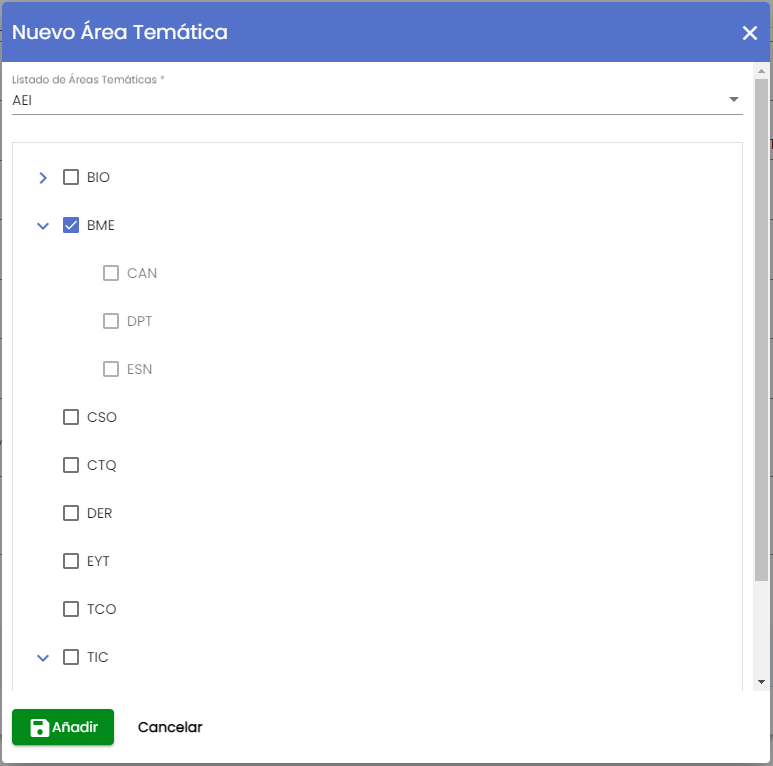 Nuevo Área Temática
Listado de Áreas Temáticas *
AEI
BIO
BME
CAN
DPT
ESN
CSO
CTQ
DER
EYT
TCO
TIC
Añadir Cancelar